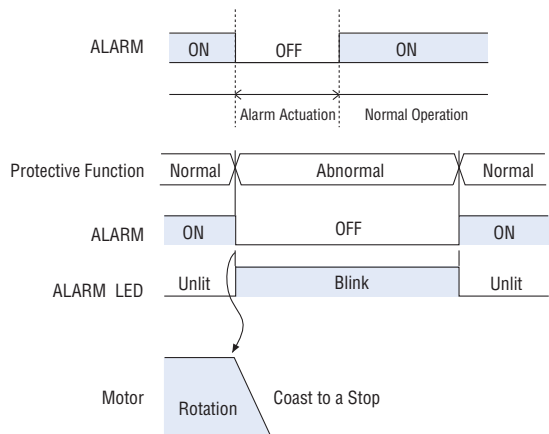 ALARM ON OFF ON
Alarm Actuation Normal Operation
Protective Function Normal Abnormal Normal
ALARM ON OFF ON
ALARM LED Unlit Blink Unlit
Motor Rotation Coast to a Stop